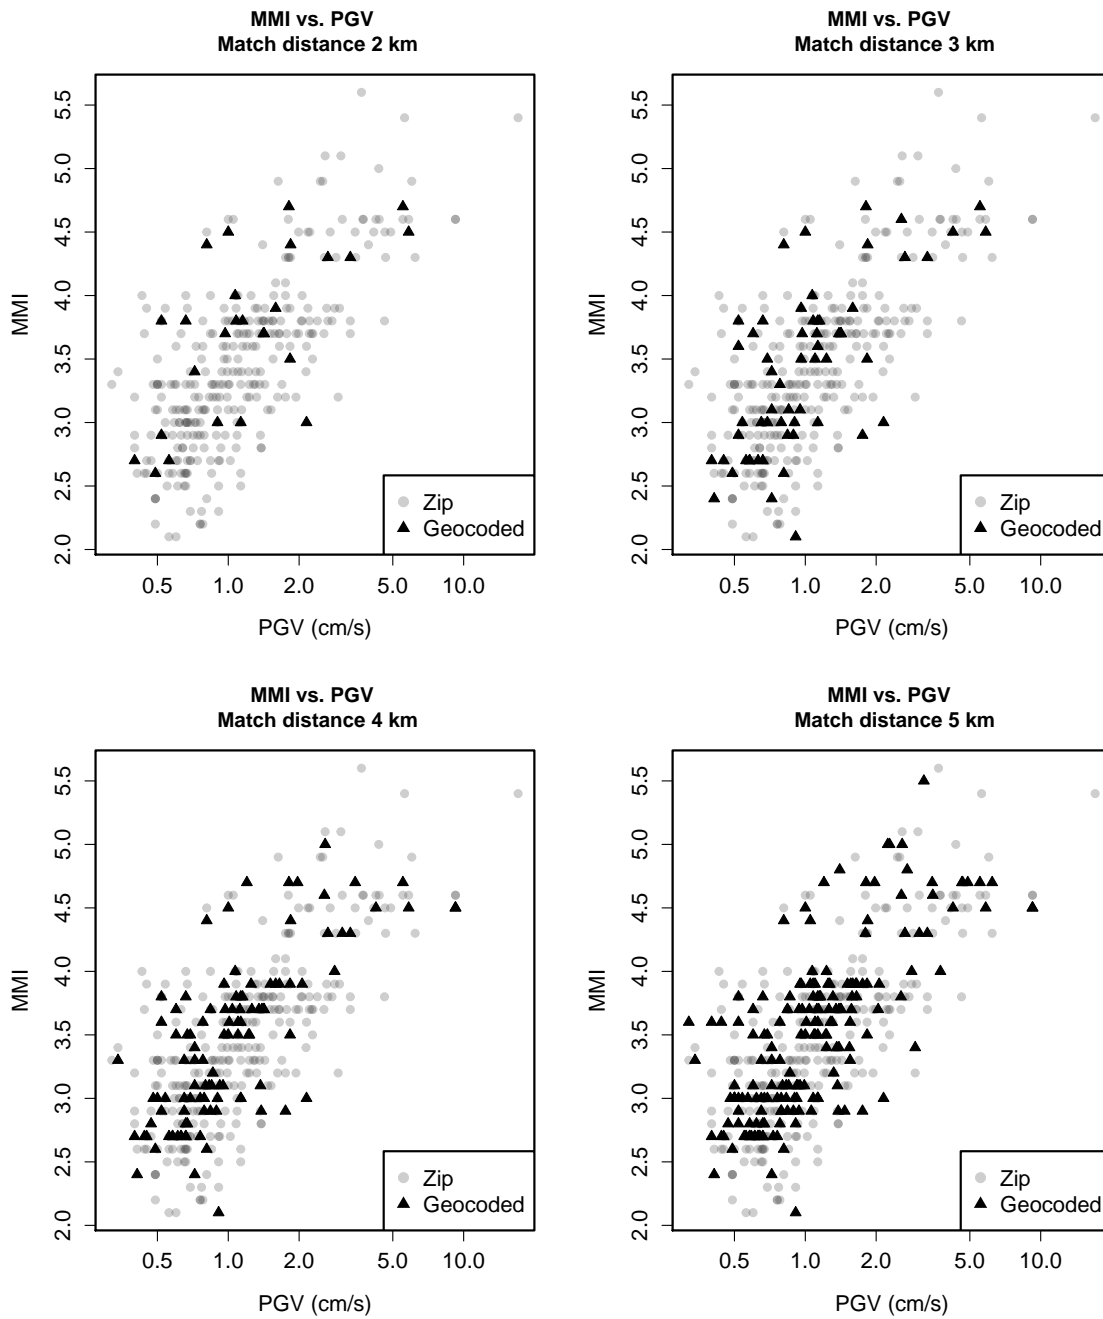 MMI vs. PGV
Match distance 2 km
5.5
5.0
4.5
4.0
3.5
3.0
2.5
2.0
MMI
Zip
Geocoded
0.5 1.0 2.0 5.0 10.0
PGV (cm/s)
MMI vs. PGV
Match distance 3 km
5.5
5.0
4.5
4.0
3.5
3.0
2.5
2.0
MMI
Zip
Geocoded
0.5 1.0 2.0 5.0 10.0
PGV (cm/s)
MMI vs. PGV
Match distance 4 km
5.5
5.0
4.5
4.0
3.5
3.0
2.5
2.0
MMI
Zip
Geocoded
0.5 1.0 2.0 5.0 10.0
PGV (cm/s)
MMI vs. PGV
Match distance 5 km
5.5
5.0
4.5
4.0
3.5
3.0
2.5
2.0
MMI
Zip
Geocoded
0.5 1.0 2.0 5.0 10.0
PGV (cm/s)